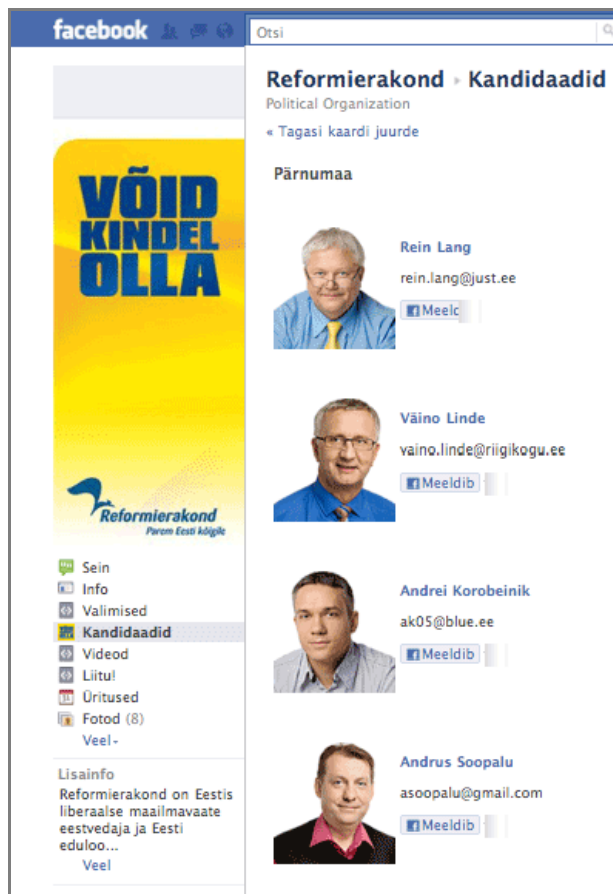 facebook
Otsi
Reformierakond ▸ Kandidaadid
Political Organization
« Tagasi kaardi juurde
Pärnumaa
VÕID
KINDEL
OLLA
Reformierakond
Parem Eesti kõigile
Rein Lang
rein.lang@just.ee
Väino Linde
vaino.linde@riigikogu.ee
Meeldib
Andrei Korobeinik
ak05@blue.ee
Meeldib
Andrus Soopalu
asoopalu@gmail.com
Meeldib
Sein
Info
Valimised
Kandidaadid
Videod
Liitu!
Üritused
Fotod (8)
Veel
Lisainfo
Reformierakond on Eestis
liberaalse maailmavaate
eestvedaja ja Eesti
eduloo...
Veel